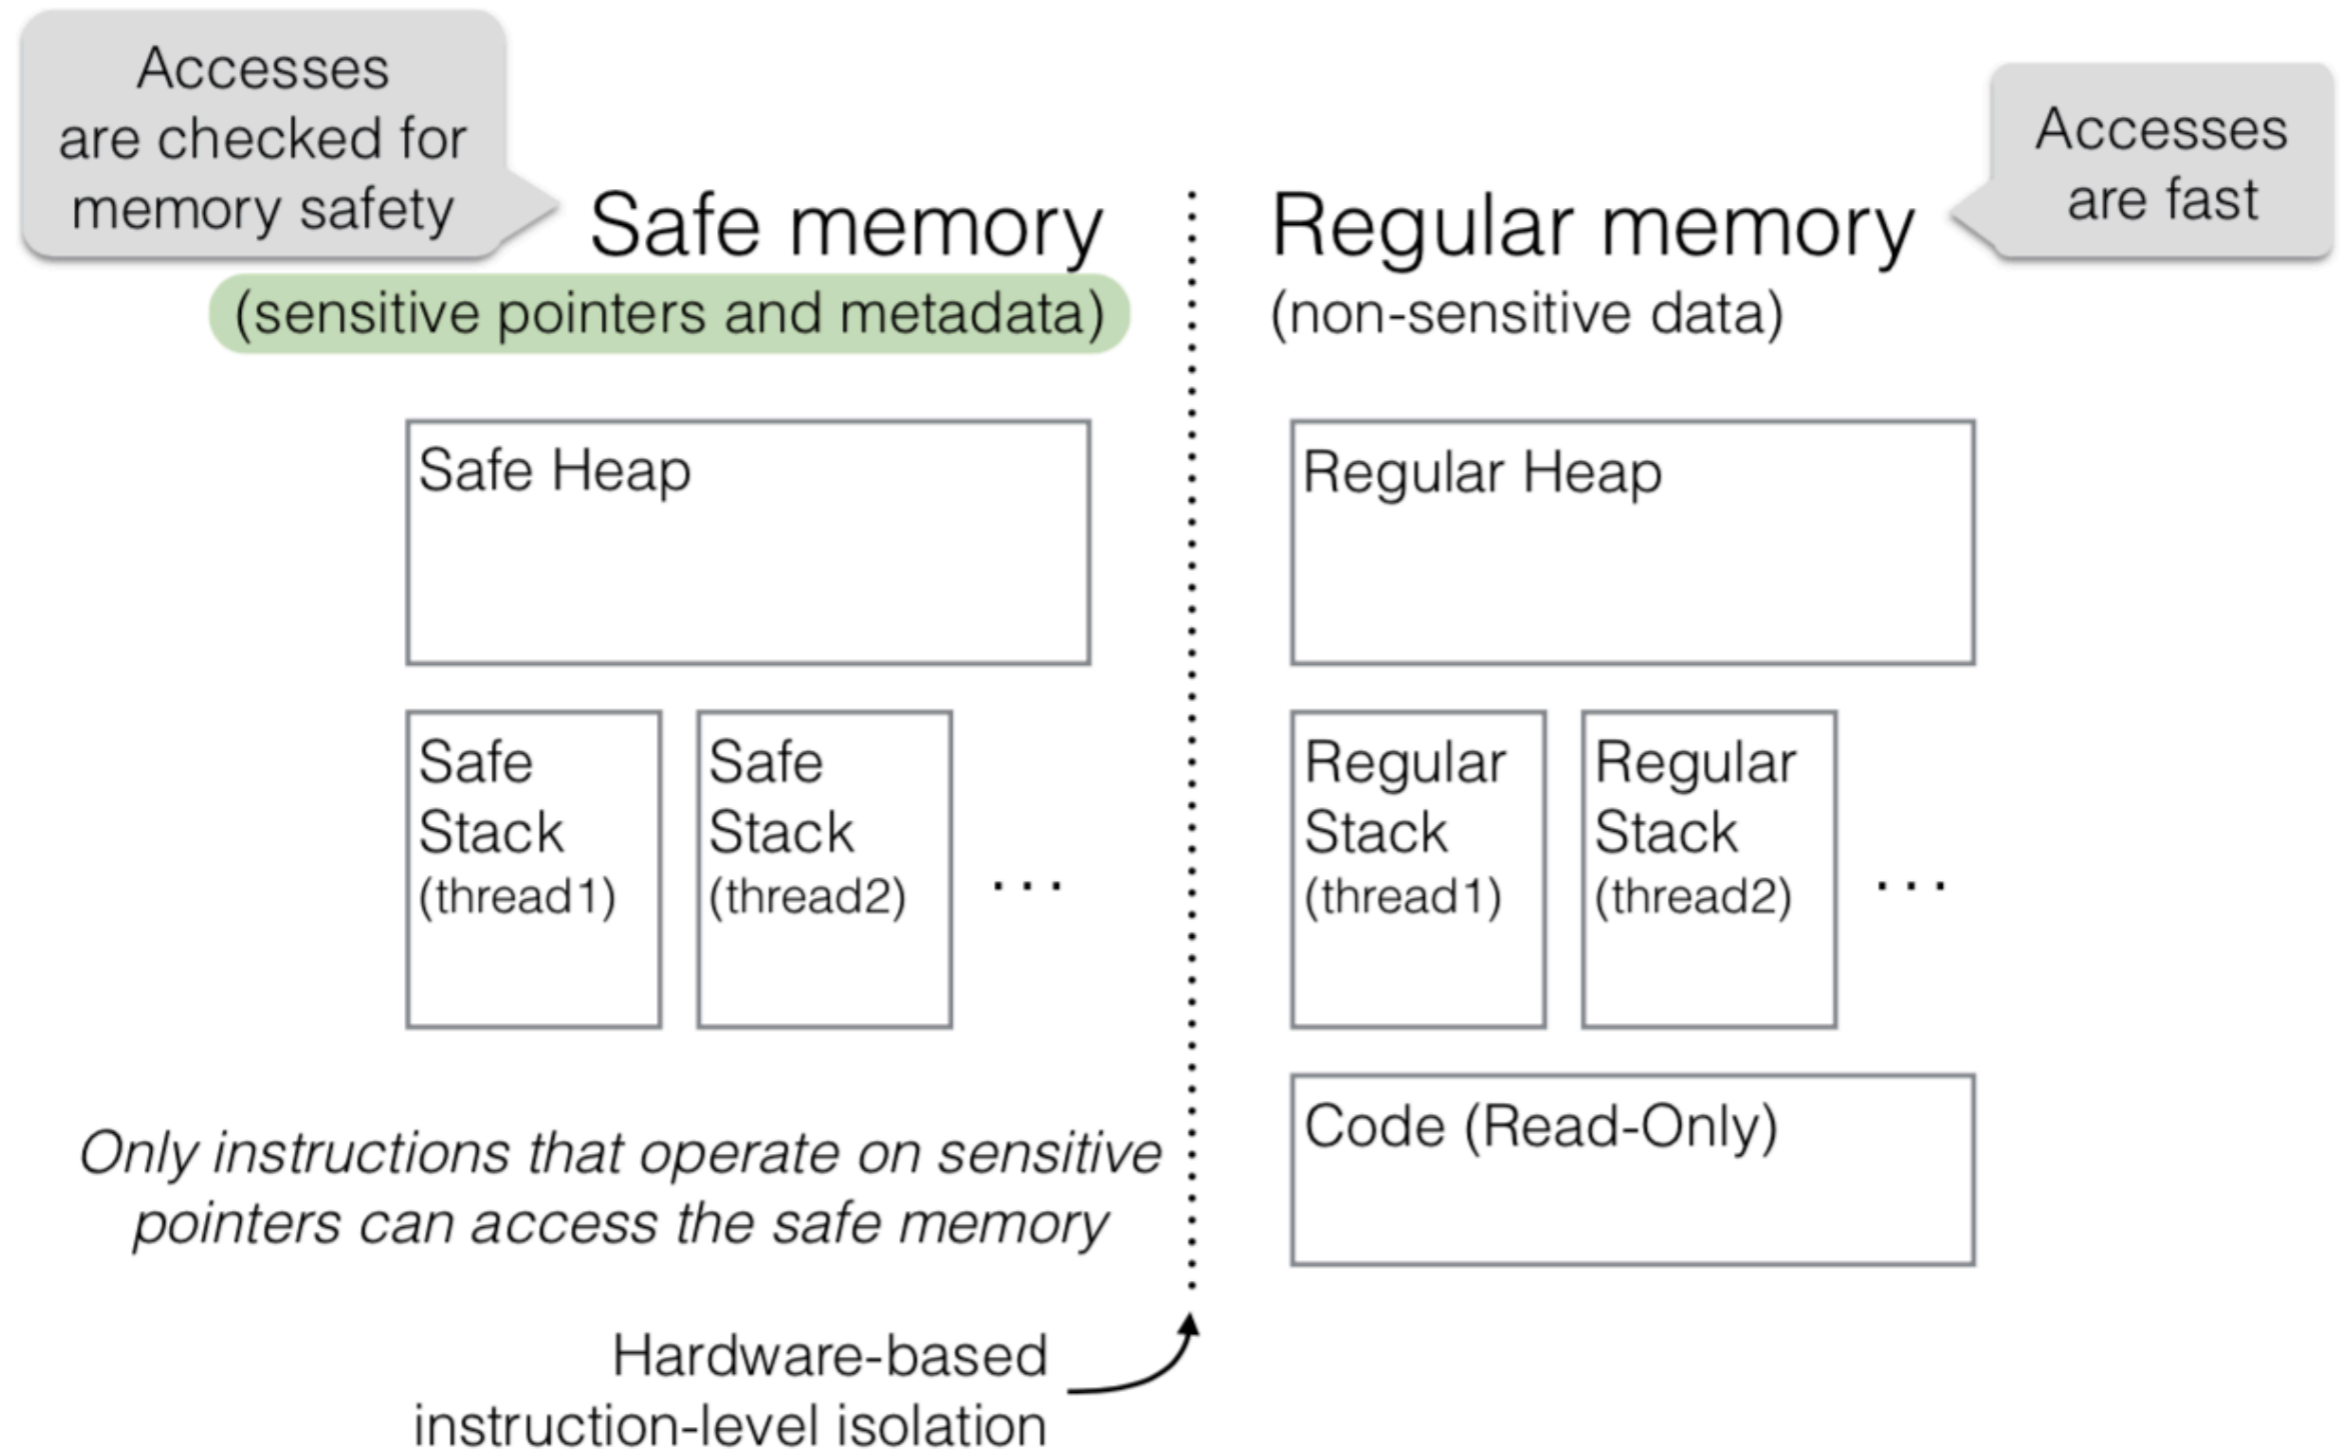 Accesses
are checked for
memory safety
Safe memory
(sensitive pointers and metadata)
Regular memory
(non-sensitive data)
Accesses
are fast
Safe Heap
Regular Heap
Safe
Stack
(thread1)
Safe
Stack
(thread2)
...
Regular
Stack
(thread1)
Regular
Stack
(thread2)
...
Code (Read-Only)
Only instructions that operate on sensitive
pointers can access the safe memory
Hardware-based
instruction-level isolation